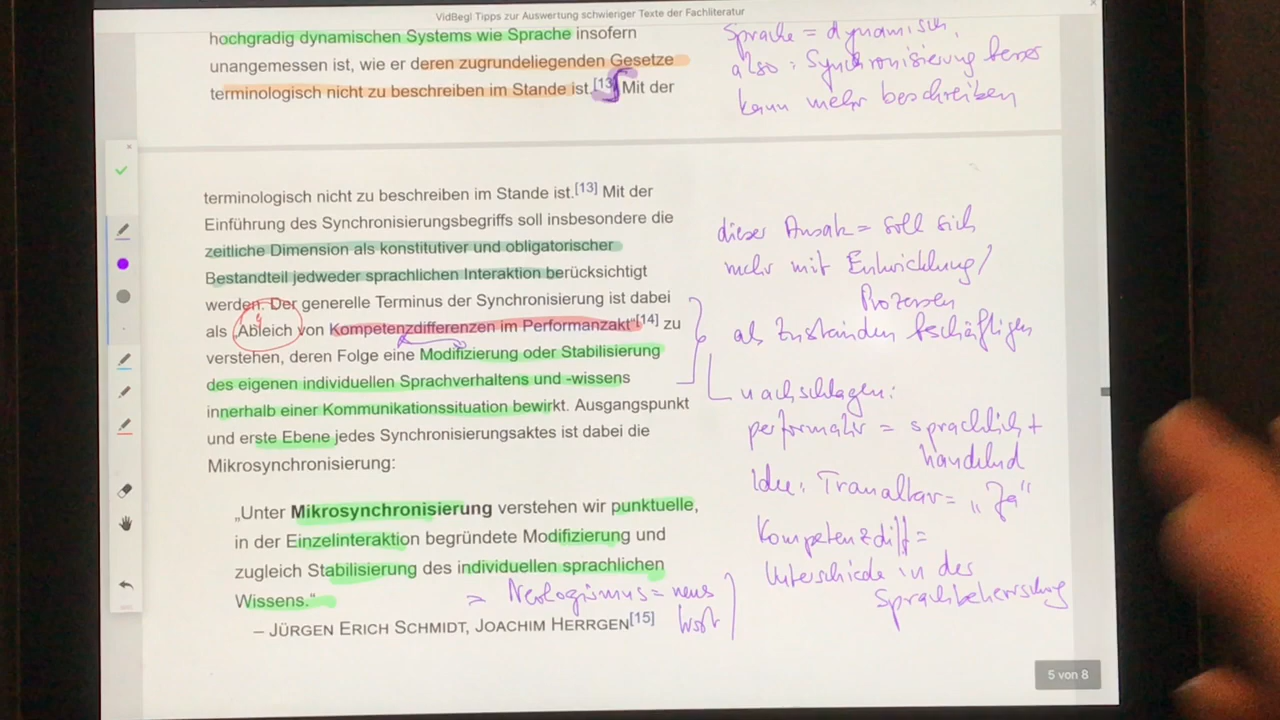 VidBegl Tipps zur Auswertung schwieriger Texte der Fachliteratur
hochgradig dynamischen Systems wie Sprache insofern
unangemessen ist, wie er deren zugrundeliegenden Gesetze
terminologisch nicht zu beschreiben im Stande ist.[13] Mit der
Sprache = dynamisch,
also: Synchronisierung
kann mehr beschreiben
terminologisch nicht zu beschreiben im Stande ist.[13] Mit der
Einführung des Synchronisierungsbegriffs soll insbesondere die
zeitliche Dimension als konstitutiver und obligatorischer
Bestandteil jedweder sprachlichen Interaktion berücksichtigt
werden. Der generelle Terminus der Synchronisierung ist dabei
als Ableich von Kompetenzdifferenzen im Performanzakt“[14] zu
verstehen, deren Folge eine Modifizierung oder Stabilisierung
des eigenen individuellen Sprachverhaltens und -wissens
innerhalb einer Kommunikationssituation bewirkt. Ausgangspunkt
und erste Ebene jedes Synchronisierungsaktes ist dabei die
Mikrosynchronisierung:
g
„Unter Mikrosynchronisierung verstehen wir punktuelle,
in der Einzelinteraktion begründete Modifizierung und
zugleich Stabilisierung des individuellen sprachlichen
Wissens.“
– JÜRGEN ERICH SCHMIDT, JOACHIM HERRGEN[15]
dieser Ansatz = soll sich
mehr mit Entwicklung/
Prozessen
als Zuständen beschäftigen
nachschlagen:
performativ = sprachlich +
handelnd
Idee: Traualtar = „Ja“
Kompetenzdiff =
Unterschiede in der
Sprachbeherrschung
= Neologismus = neues
Wort
5 von 8